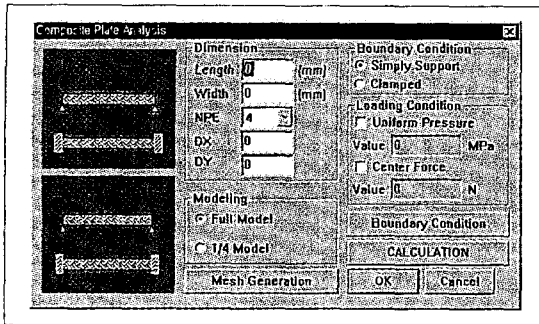 Composite Plate Analysis
Dimension
Length 0 (mm)
Width 0 (mm)
NPE 4
DX 0
DY 0
Modeling
Full Model
1/4 Model
Mesh Generation
Boundary Condition
Simply Support
Clamped
Loading Condition
Uniform Pressure
Value 0 MPa
Center Force
Value 0 N
Boundary Condition
CALCULATION
OK Cancel